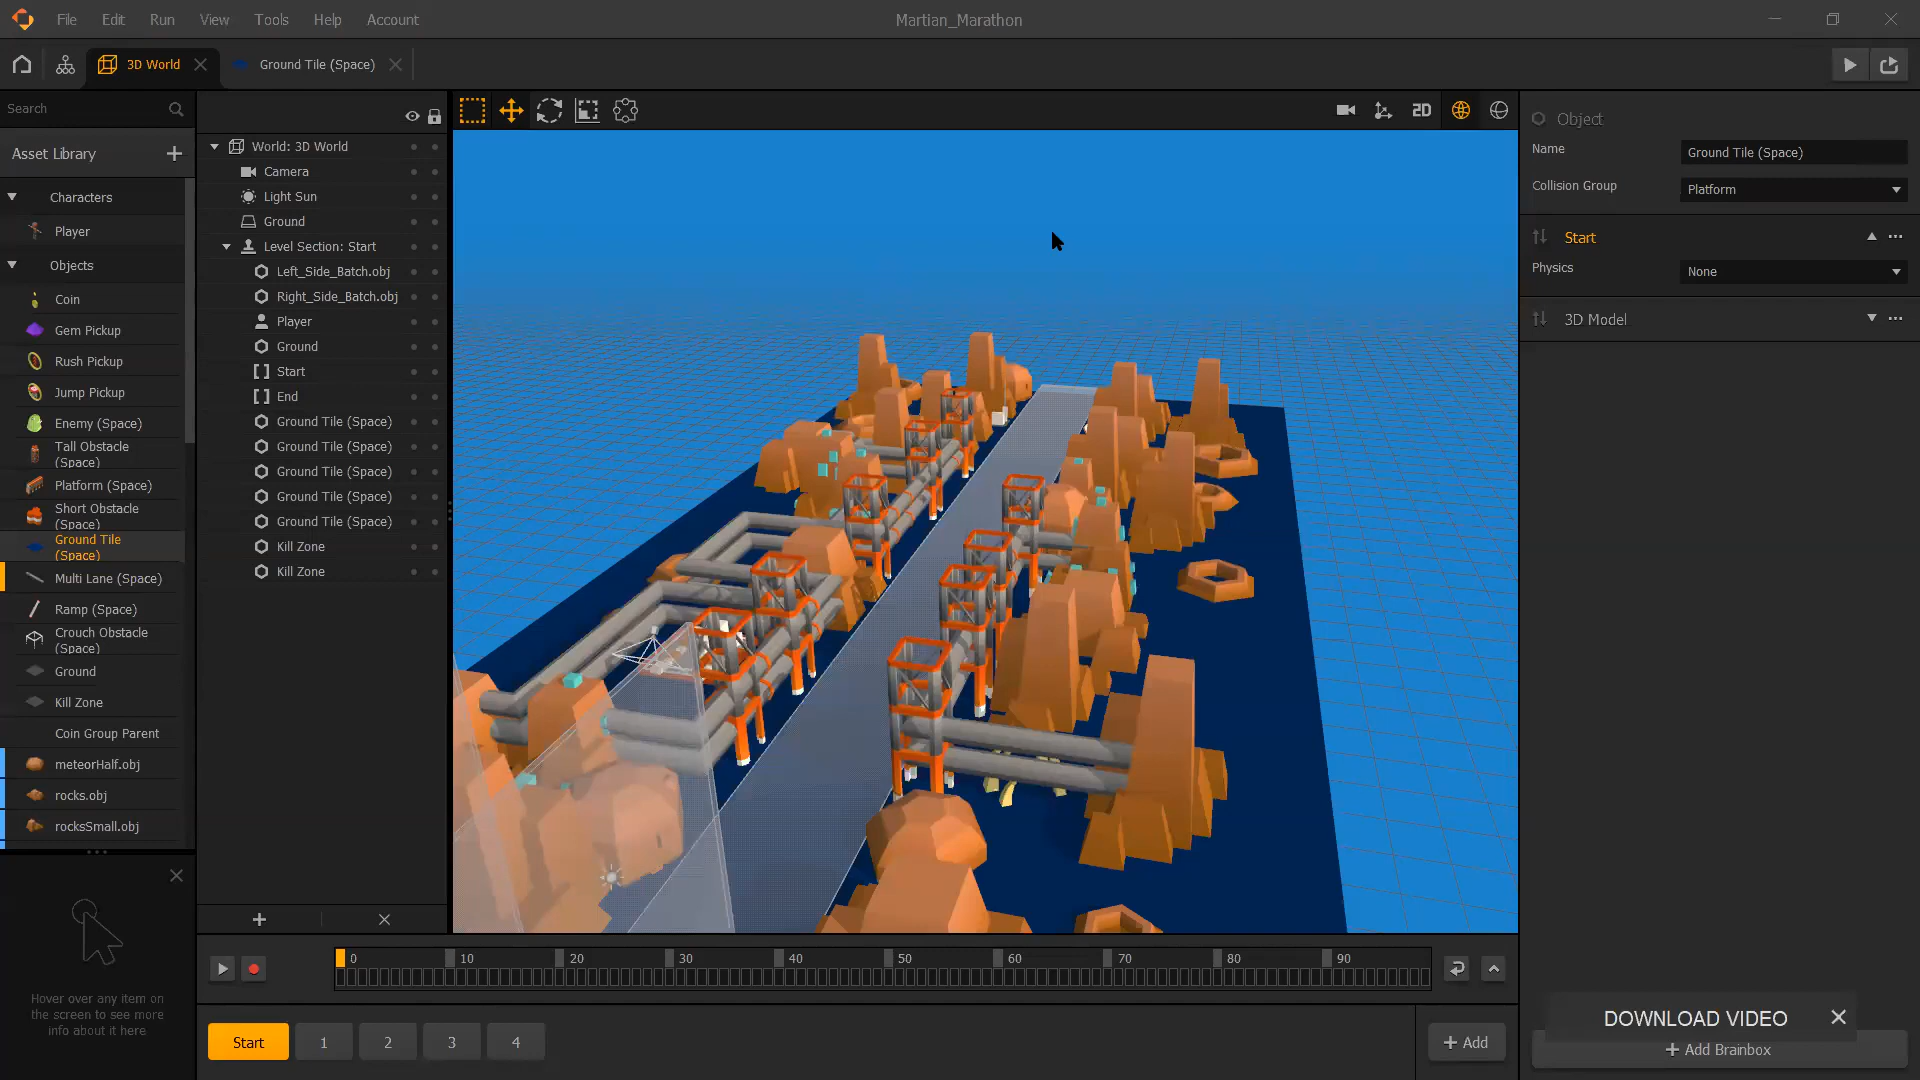 File Edit Run View Tools Help Account
Martian_Marathon
3D World
Ground Tile (Space)
Search
Asset Library
Characters
Player
Objects
Coin
Gem Pickup
Rush Pickup
Jump Pickup
Enemy (Space)
Tall Obstacle
(Space)
Platform (Space)
Short Obstacle
(Space)
Ground Tile
(Space)
Multi Lane (Space)
Ramp (Space)
Crouch Obstacle
(Space)
Ground
Kill Zone
Coin Group Parent
meteorHalf.obj
rocks.obj
rocksSmall.obj
Hover over any item on
the screen to see more
info about it here
World: 3D World
Camera
Light Sun
Ground
Level Section: Start
Left_Side_Batch.obj
Right_Side_Batch.obj
Player
Ground
Start
End
Ground Tile (Space)
Ground Tile (Space)
Ground Tile (Space)
Ground Tile (Space)
Ground Tile (Space)
Kill Zone
Kill Zone
2D
0 10 20 30 40 50 60 70 80 90
Start 1 2 3 4
+ Add
Object
Name
Ground Tile (Space)
Collision Group
Platform
Start
Physics
None
3D Model
DOWNLOAD VIDEO
+ Add Brainbox